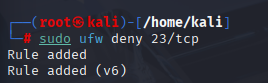 ┌──(root㉿kali)-[/home/kali]
└─# sudo ufw deny 23/tcp
Rule added
Rule added (v6)